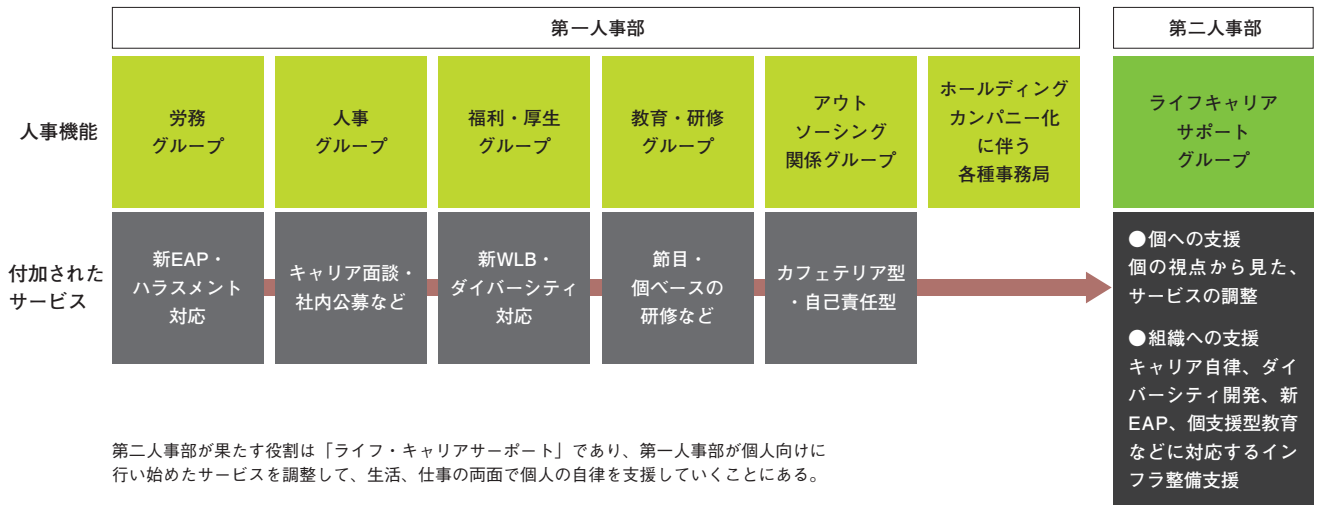 第一人事部
第二人事部
人事機能
労務
グループ
人事
グループ
福利・厚生
グループ
教育・研修
グループ
アウト
ソーシング
関係グループ
ホールディング
カンパニー化
に伴う
各種事務局
ライフキャリア
サポート
グループ
付加された
サービス
新EAP・
ハラスメント
対応
キャリア面談・
社内公募など
新WLB・
ダイバーシティ
対応
節目・
個ベースの
研修など
カフェテリア型
・自己責任型
●個への支援
個の視点から見た、
サービスの調整
●組織への支援
キャリア自律、ダイ
バーシティ開発、新
EAP、個支援型教育
などに対応するイン
フラ整備支援
第二人事部が果たす役割は「ライフ・キャリアサーポート」であり、第一人事部が個人向けに
行い始めたサービスを調整して、生活、仕事の両面で個人の自律を支援していくことにある。